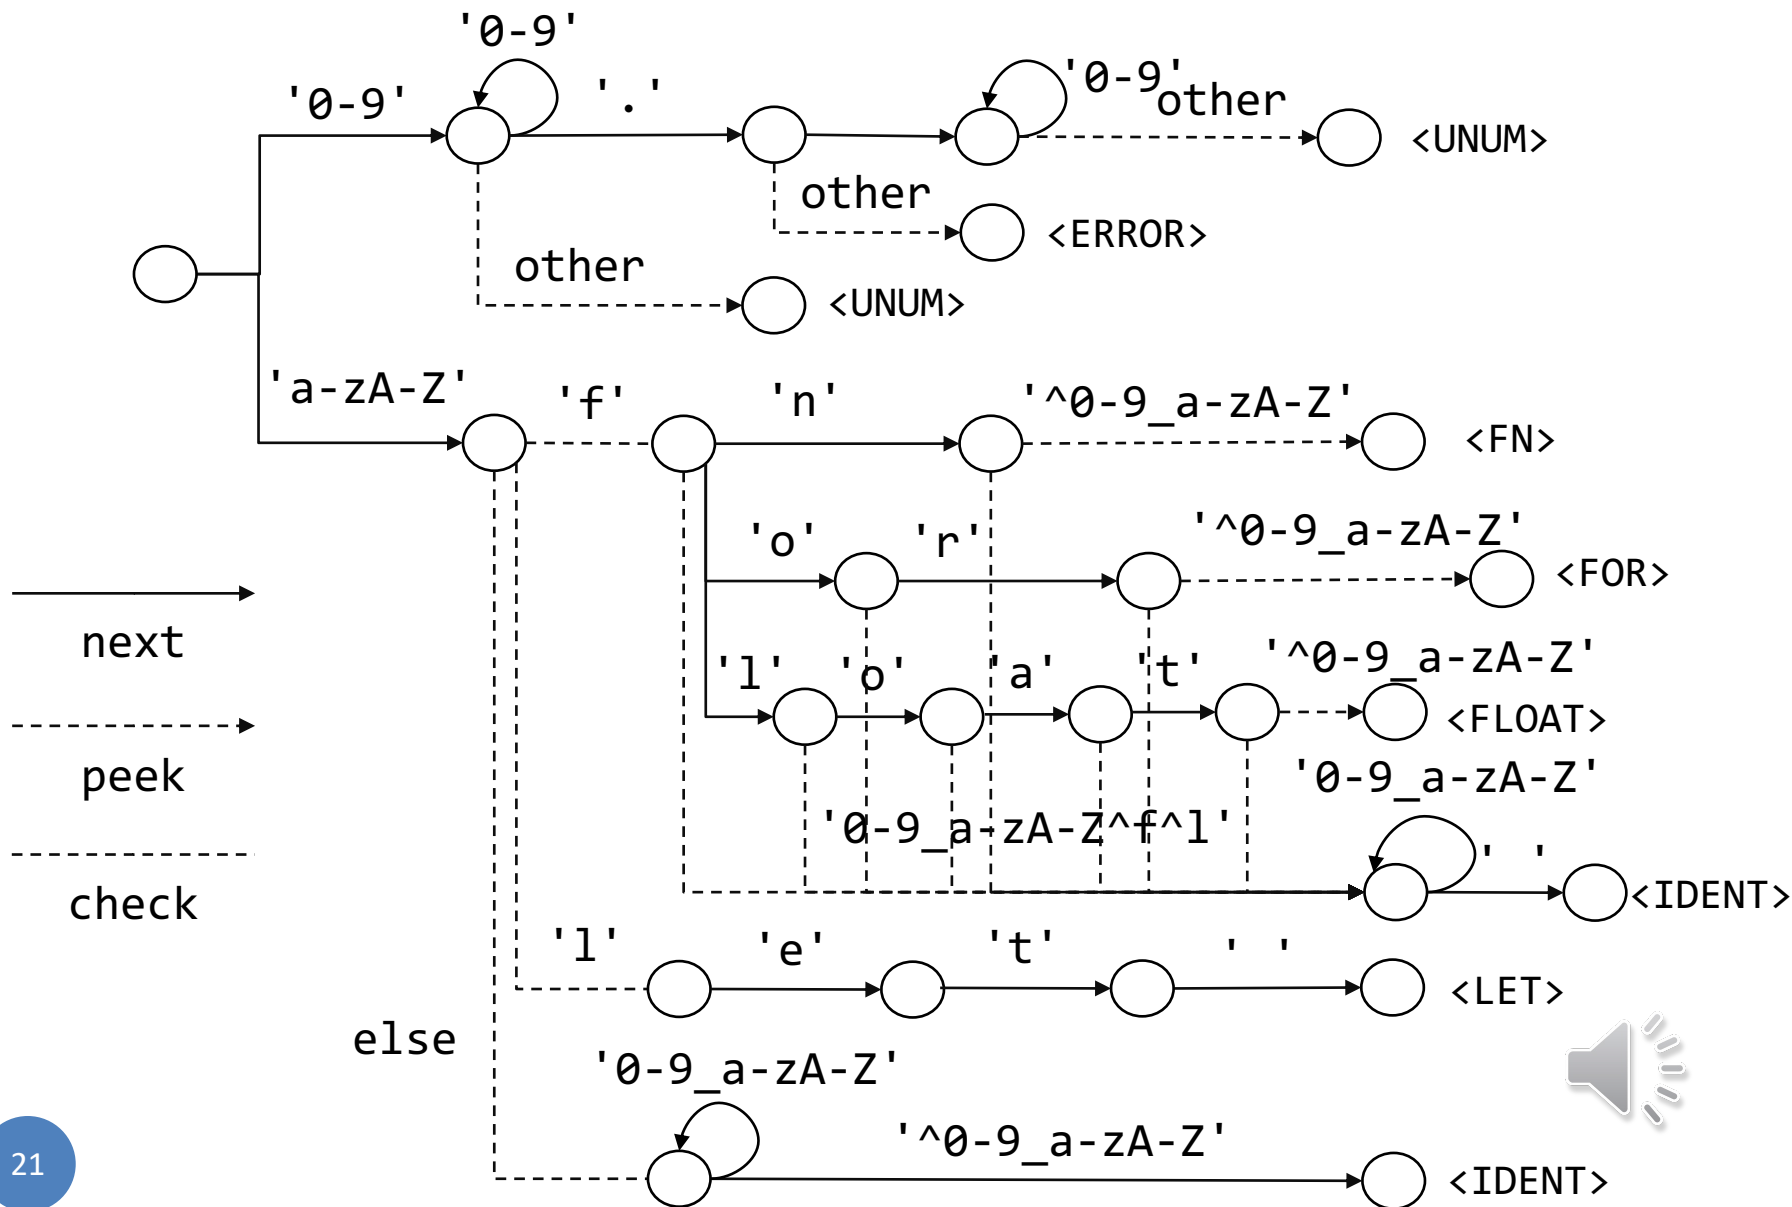 '0-9'
'0-9' '.' '0-9' other
<UNUM>
other
<ERROR>
other
<UNUM>
'a-zA-Z' 'f' 'n' '^0-9_a-zA-Z'
<FN>
'o' 'r' '^0-9_a-zA-Z'
<FOR>
next
'l' 'o' 'a' 't' '^0-9_a-zA-Z'
<FLOAT>
peek
'0-9_a-zA-Z'
'0-9_a-zA-Z^f^l'
' '
check
<IDENT>
'l' 'e' 't' ' '
<LET>
else
'0-9_a-zA-Z'
'^0-9_a-zA-Z'
21
<IDENT>